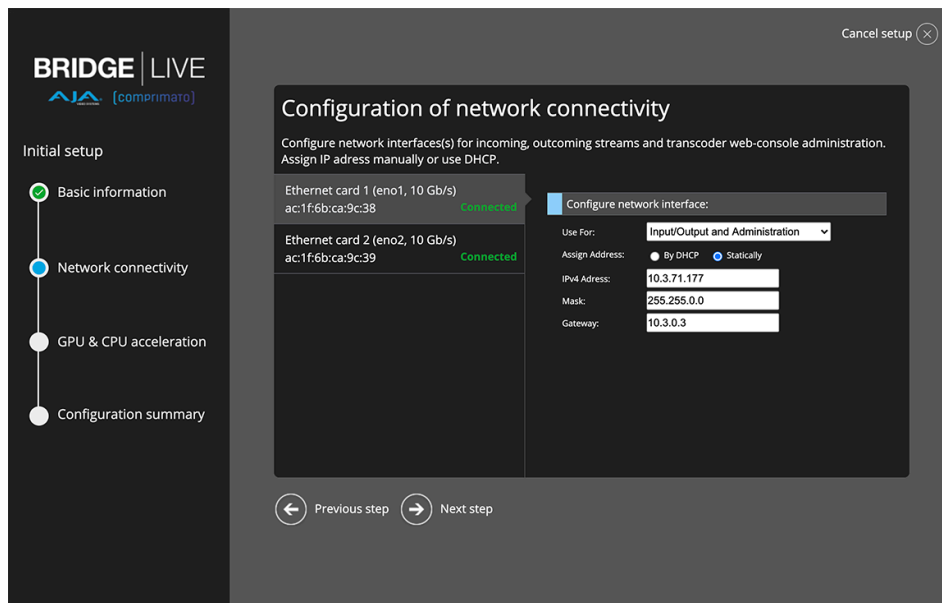 Cancel setup
BRIDGE LIVE
AJA [comprimato]
Initial setup
Basic information
Network connectivity
GPU & CPU acceleration
Configuration summary
Configuration of network connectivity
Configure network interfaces(s) for incoming, outcoming streams and transcoder web-console administration.
Assign IP adress manually or use DHCP.
Ethernet card 1 (eno1, 10 Gb/s)
ac:1f:6b:ca:9c:38 Connected
Ethernet card 2 (eno2, 10 Gb/s)
ac:1f:6b:ca:9c:39 Connected
Configure network interface:
Use For: Input/Output and Administration
Assign Address: By DHCP Statically
IPv4 Adress: 10.3.71.177
Mask: 255.255.0.0
Gateway: 10.3.0.3
Previous step Next step